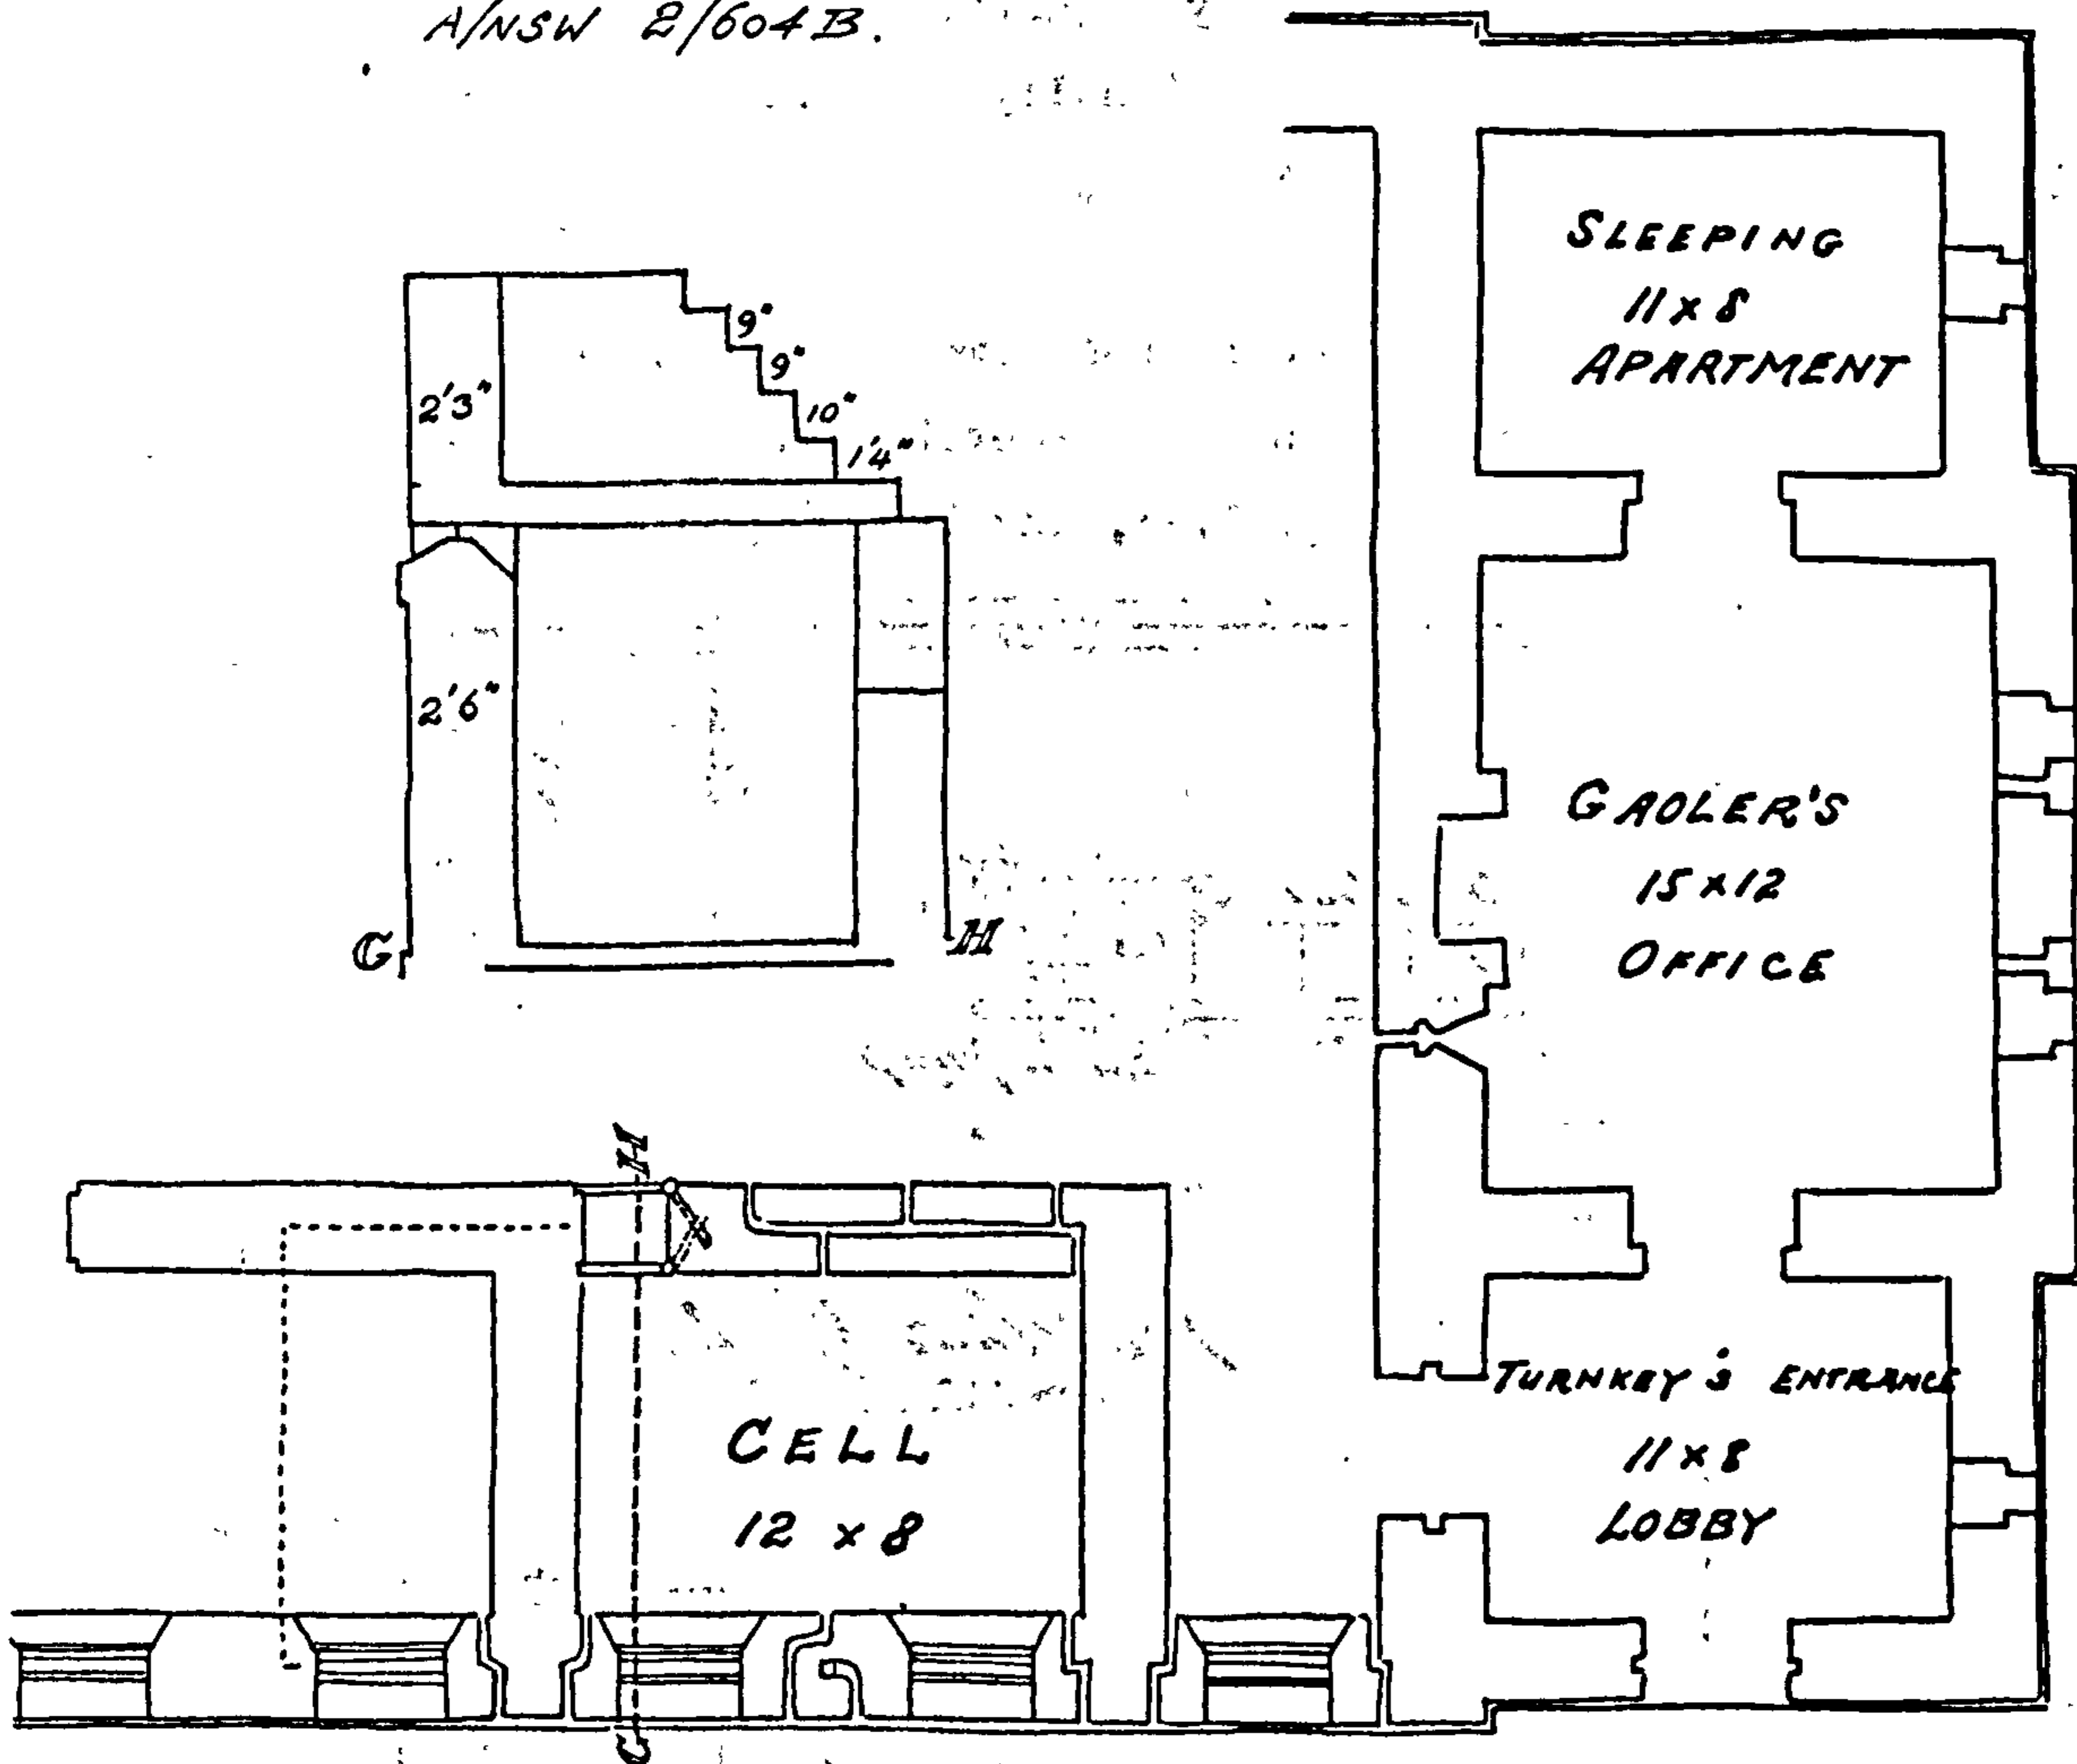 A/NSW 2/604 B.
SLEEPING
11 x 8
APARTMENT
9"
9"
10"
1'4"
2'3"
2'6"
G
H
GAOLER'S
15 x 12
OFFICE
H
CELL
12 x 8
G
TURNKEY'S ENTRANCE
11 x 8
LOBBY